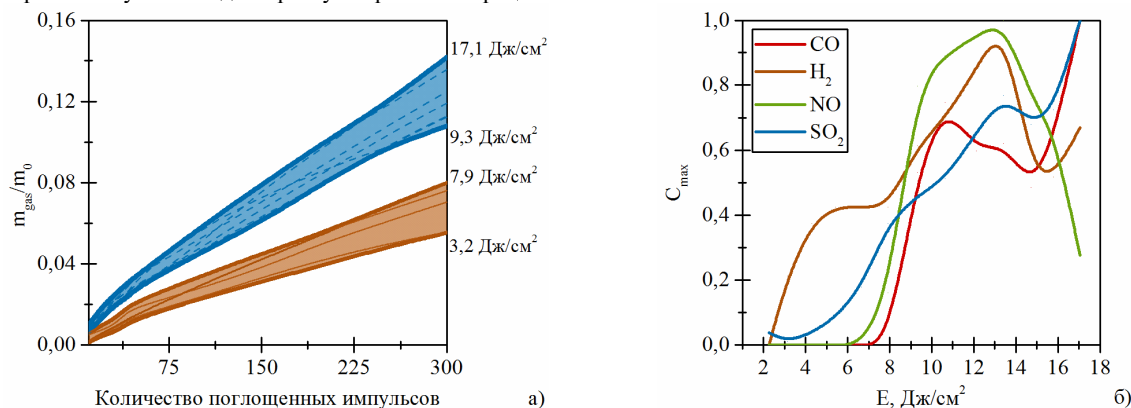 0,16
0,12
0,08
0,04
0,00
m_gas/m_0
17,1 Дж/см²
9,3 Дж/см²
7,9 Дж/см²
3,2 Дж/см²
75 150 225 300
Количество поглощенных импульсов а)
1,0
0,8
0,6
0,4
0,2
0,0
C_max
CO
H₂
NO
SO₂
2 4 6 8 10 12 14 16 18
E, Дж/см² б)